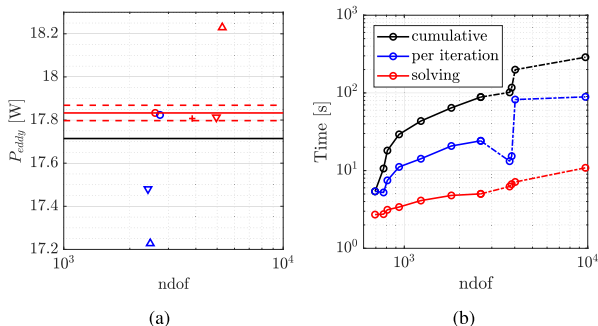 18.2
18
17.8
17.6
17.4
17.2
P_eddy [W]
10^3
10^4
ndof
(a)
10^3
10^2
10^1
10^0
Time [s]
cumulative
per iteration
solving
10^3
10^4
ndof
(b)